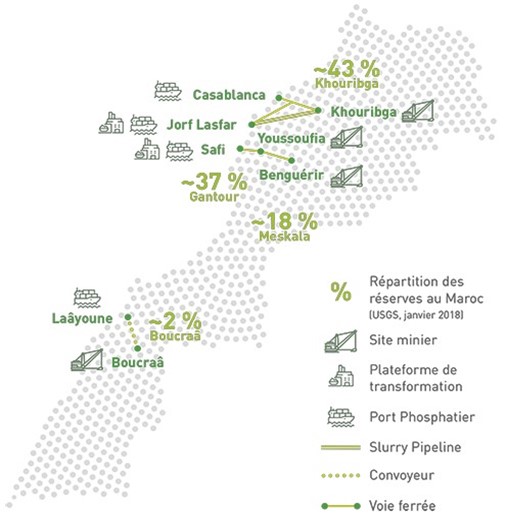 ~43 %
Khouribga
Casablanca
Khouribga
Jorf Lasfar
Youssoufia
Safi
Benguérir
~37 %
Gantour
~18 %
Meskala
Laâyoune
~2 %
Boucraâ
Boucraâ
% Répartition des
réserves au Maroc
(USGS, janvier 2018)
Site minier
Plateforme de
transformation
Port Phosphatier
Slurry Pipeline
Convoyeur
Voie ferrée